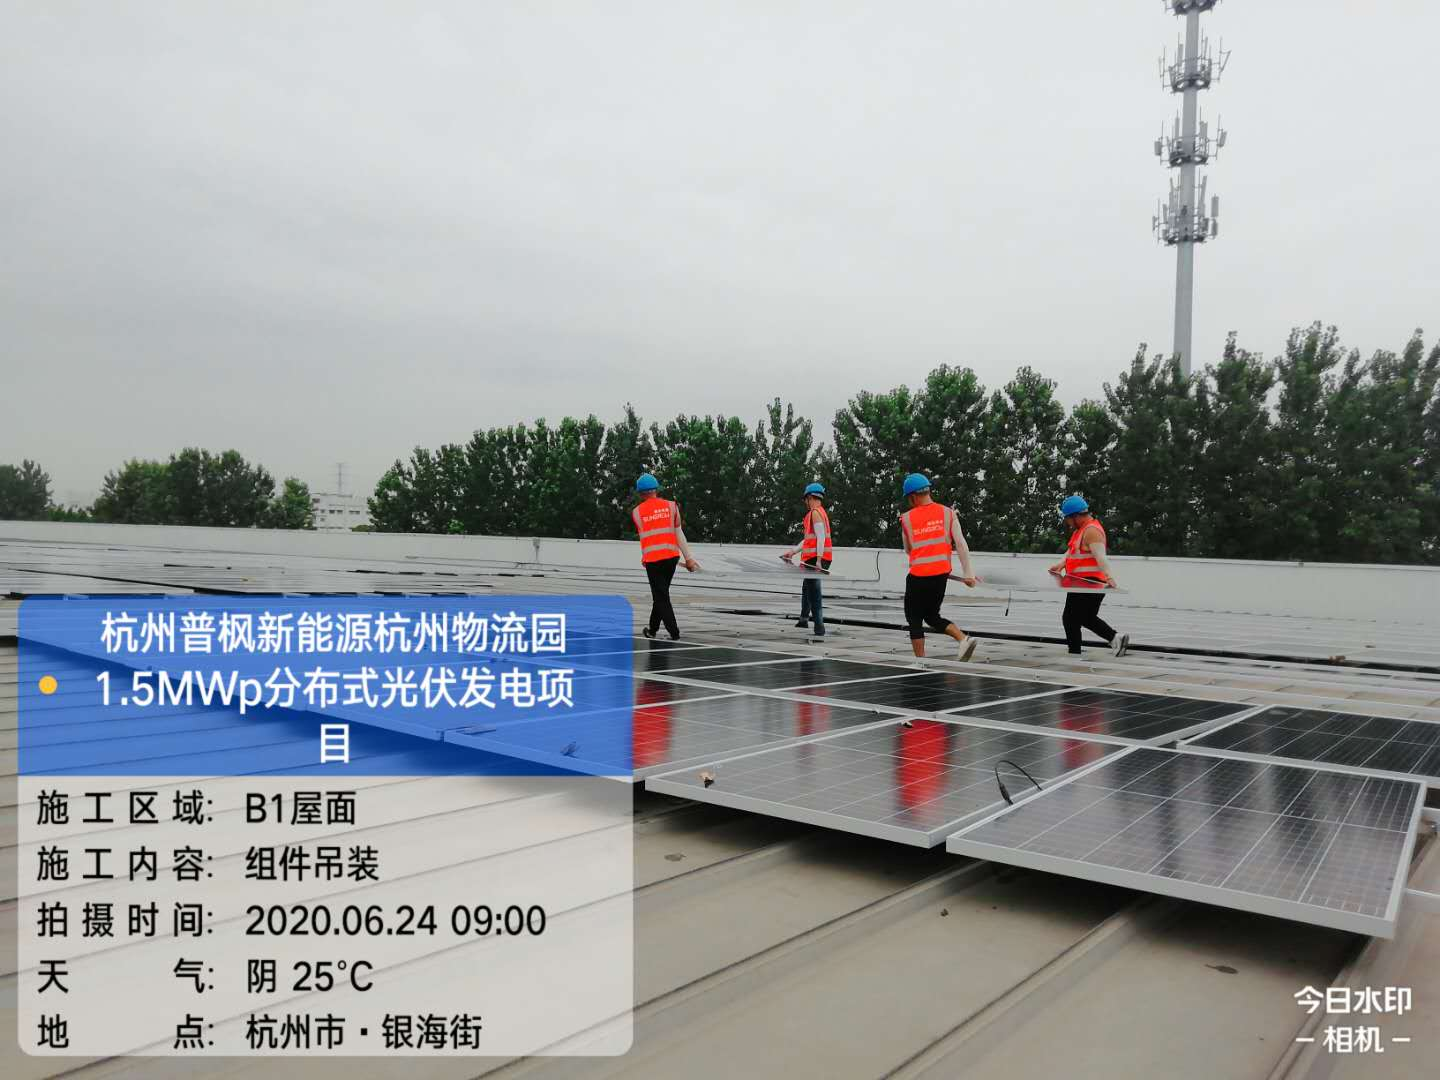 SUNGROW
SUNGROW
杭州普枫新能源杭州物流园
1.5MWp分布式光伏发电项
目
施工区域: B1屋面
施工内容: 组件吊装
拍摄时间: 2020.06.24 09:00
天气: 阴 25°C
地点: 杭州市·银海街
今日水印
相机